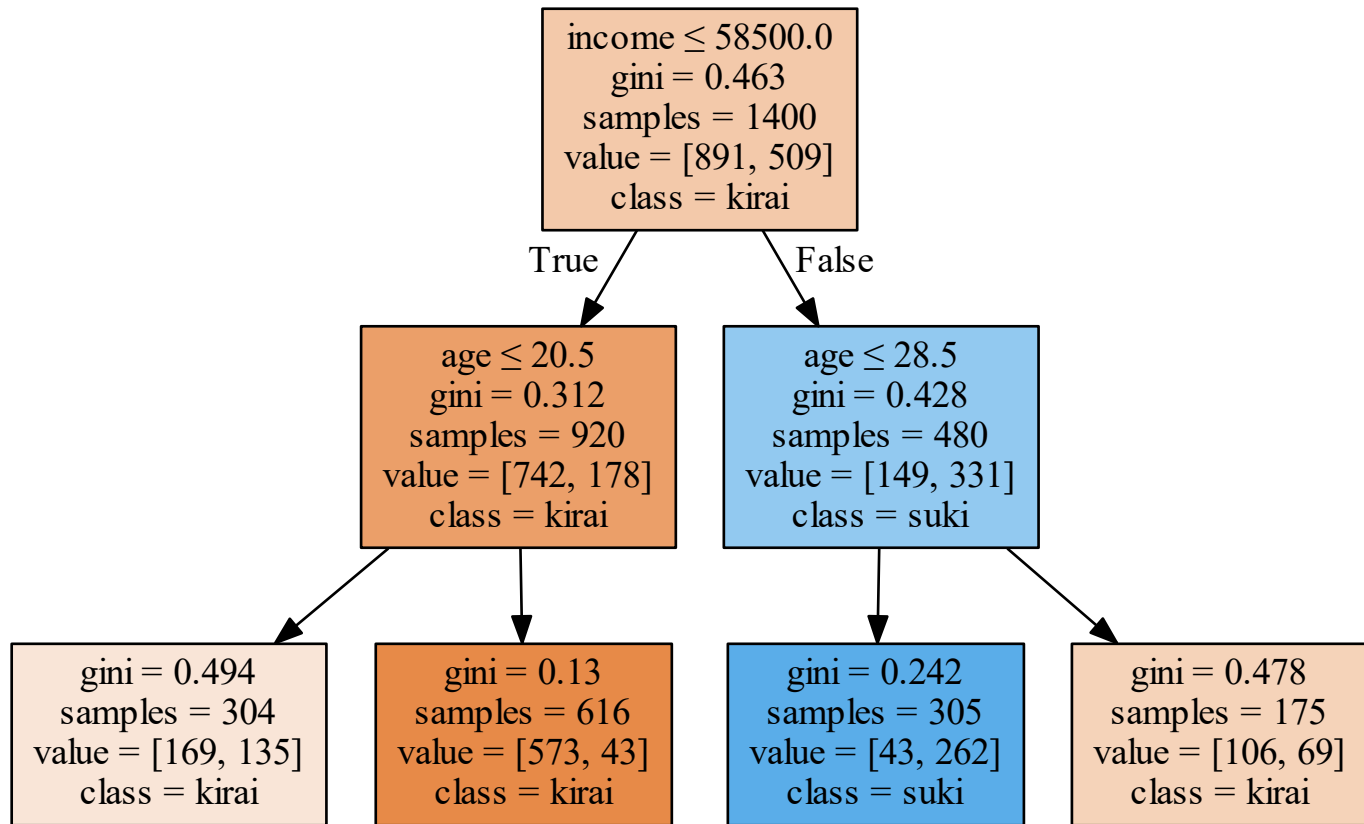 income ≤ 58500.0
gini = 0.463
samples = 1400
value = [891, 509]
class = kirai
True
False
age ≤ 20.5
gini = 0.312
samples = 920
value = [742, 178]
class = kirai
age ≤ 28.5
gini = 0.428
samples = 480
value = [149, 331]
class = suki
gini = 0.494
samples = 304
value = [169, 135]
class = kirai
gini = 0.13
samples = 616
value = [573, 43]
class = kirai
gini = 0.242
samples = 305
value = [43, 262]
class = suki
gini = 0.478
samples = 175
value = [106, 69]
class = kirai